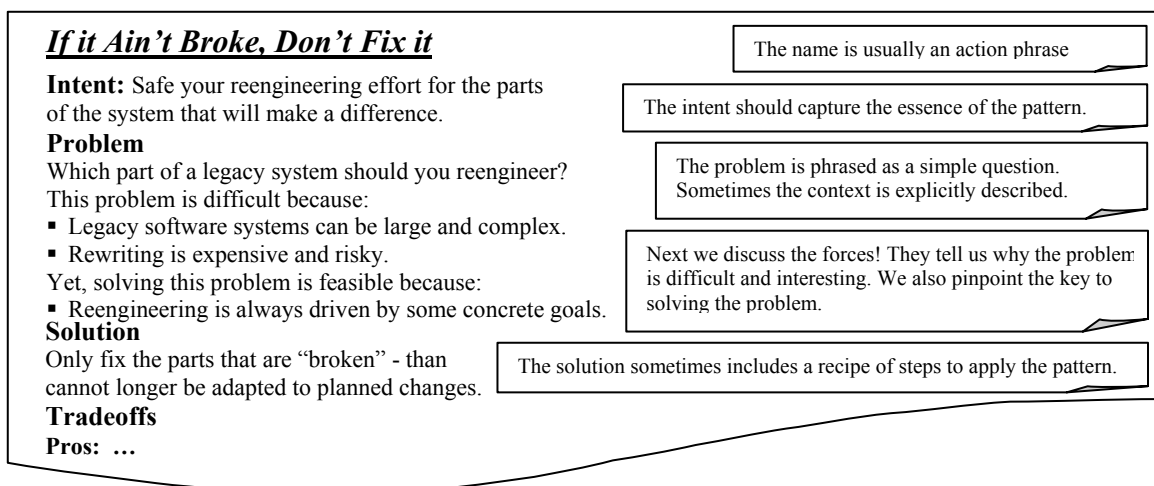 If it Ain't Broke, Don't Fix it
The name is usually an action phrase
Intent: Safe your reengineering effort for the parts
of the system that will make a difference.
The intent should capture the essence of the pattern.
Problem
Which part of a legacy system should you reengineer?
This problem is difficult because:
▪ Legacy software systems can be large and complex.
▪ Rewriting is expensive and risky.
Yet, solving this problem is feasible because:
▪ Reengineering is always driven by some concrete goals.
The problem is phrased as a simple question.
Sometimes the context is explicitly described.
Next we discuss the forces! They tell us why the problem
is difficult and interesting. We also pinpoint the key to
solving the problem.
Solution
Only fix the parts that are “broken” - than
cannot longer be adapted to planned changes.
The solution sometimes includes a recipe of steps to apply the pattern.
Tradeoffs
Pros: …